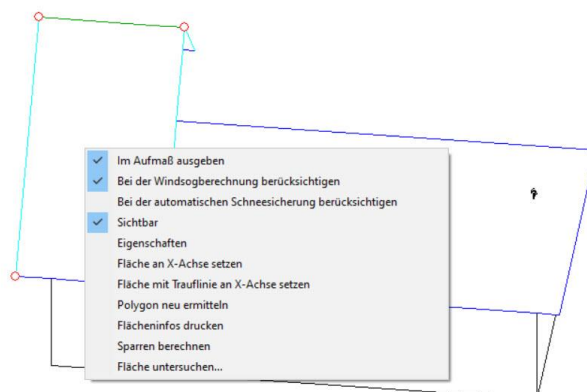 Im Aufmaß ausgeben
Bei der Windsogberechnung berücksichtigen
Bei der automatischen Schneesicherung berücksichtigen
Sichtbar
Eigenschaften
Fläche an X-Achse setzen
Fläche mit Trauflinie an X-Achse setzen
Polygon neu ermitteln
Flächeninfos drucken
Sparren berechnen
Fläche untersuchen...